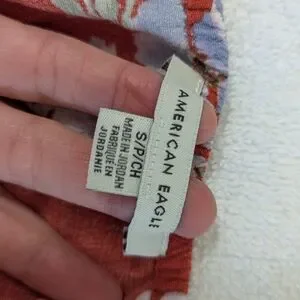 AMERICAN EAGLE
S/P/CH
MADE IN JORDAN
FABRIQUE EN
JORDANIE